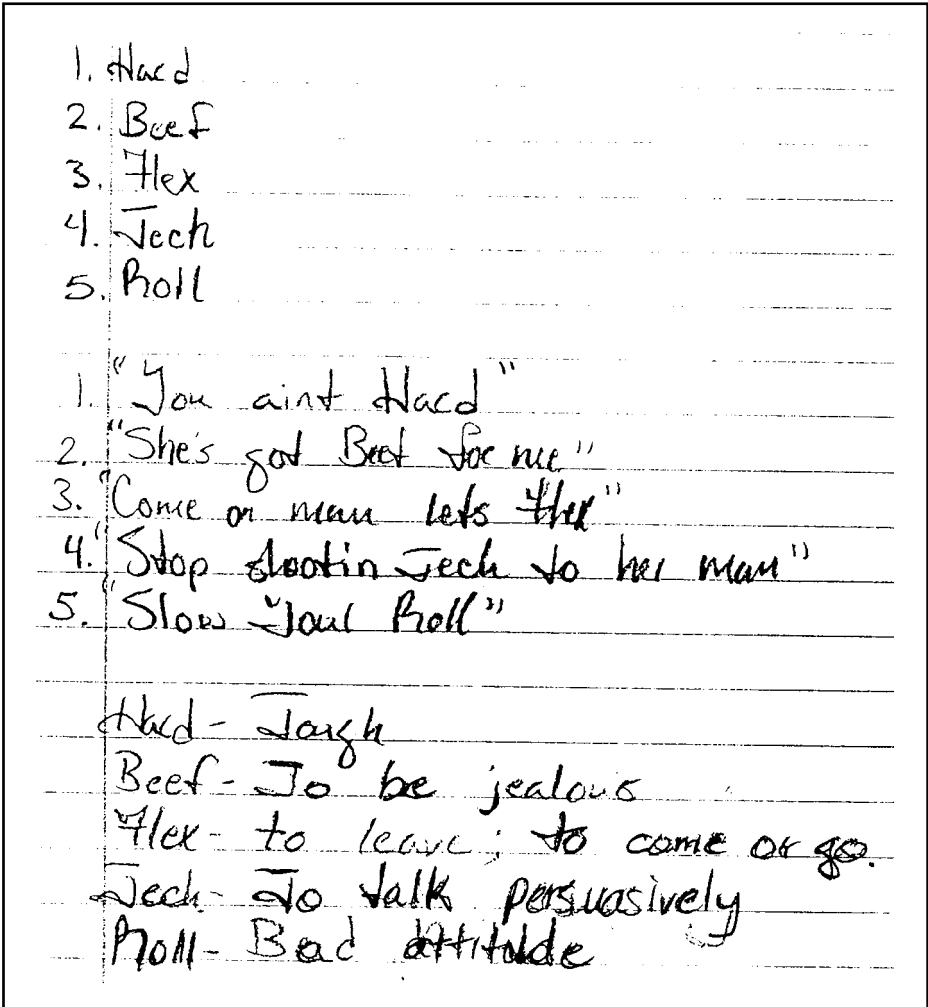 1. Hard
2. Beef
3. Flex
4. Tech
5. Roll
1. "You aint Hard"
2. "She's got Beef for me"
3. "Come on man lets flex"
4. "Stop shootin Tech to her man"
5. "Slow Your Roll"
Hard - Tough
Beef - To be jealous
Flex - to leave; to come or go.
Tech - To talk persuasively
Roll - Bad attitude